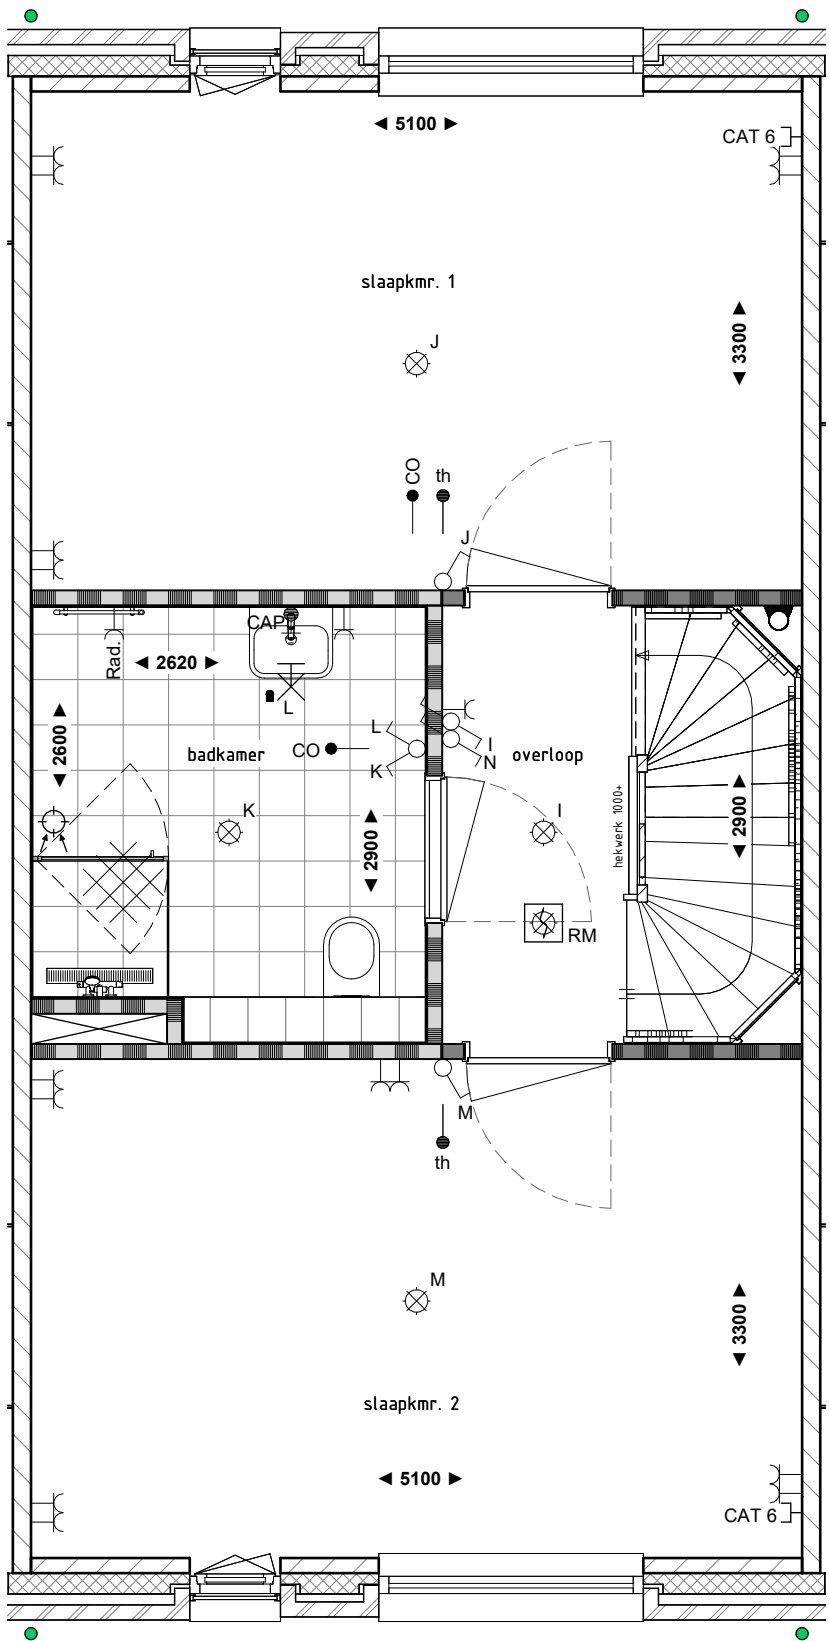 5100
CAT 6
slaapkmr. 1
3300
J
CO
th
J
CAP
Rad.
2620
L
2600
L
I
badkamer
CO
overloop
K
N
hekwerk 1000+
K
2900
I
2900
RM
M
th
M
3300
slaapkmr. 2
5100
CAT 6